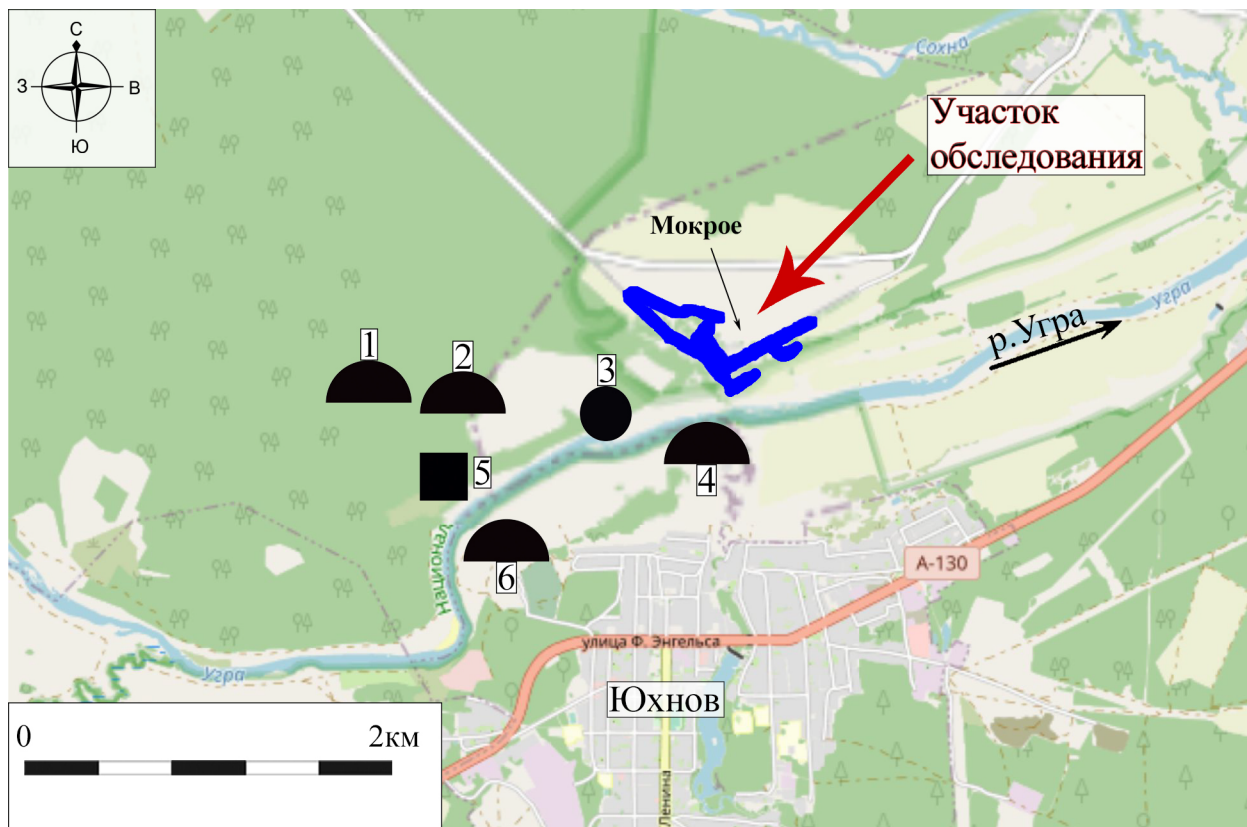 С
З
В
Ю
Сохна
Участок
обследования
Мокрое
Угра
р.Угра
1
2
3
4
5
6
Национал
А-130
улица Ф. Энгельса
Угра
Юхнов
Ленина
0
2км